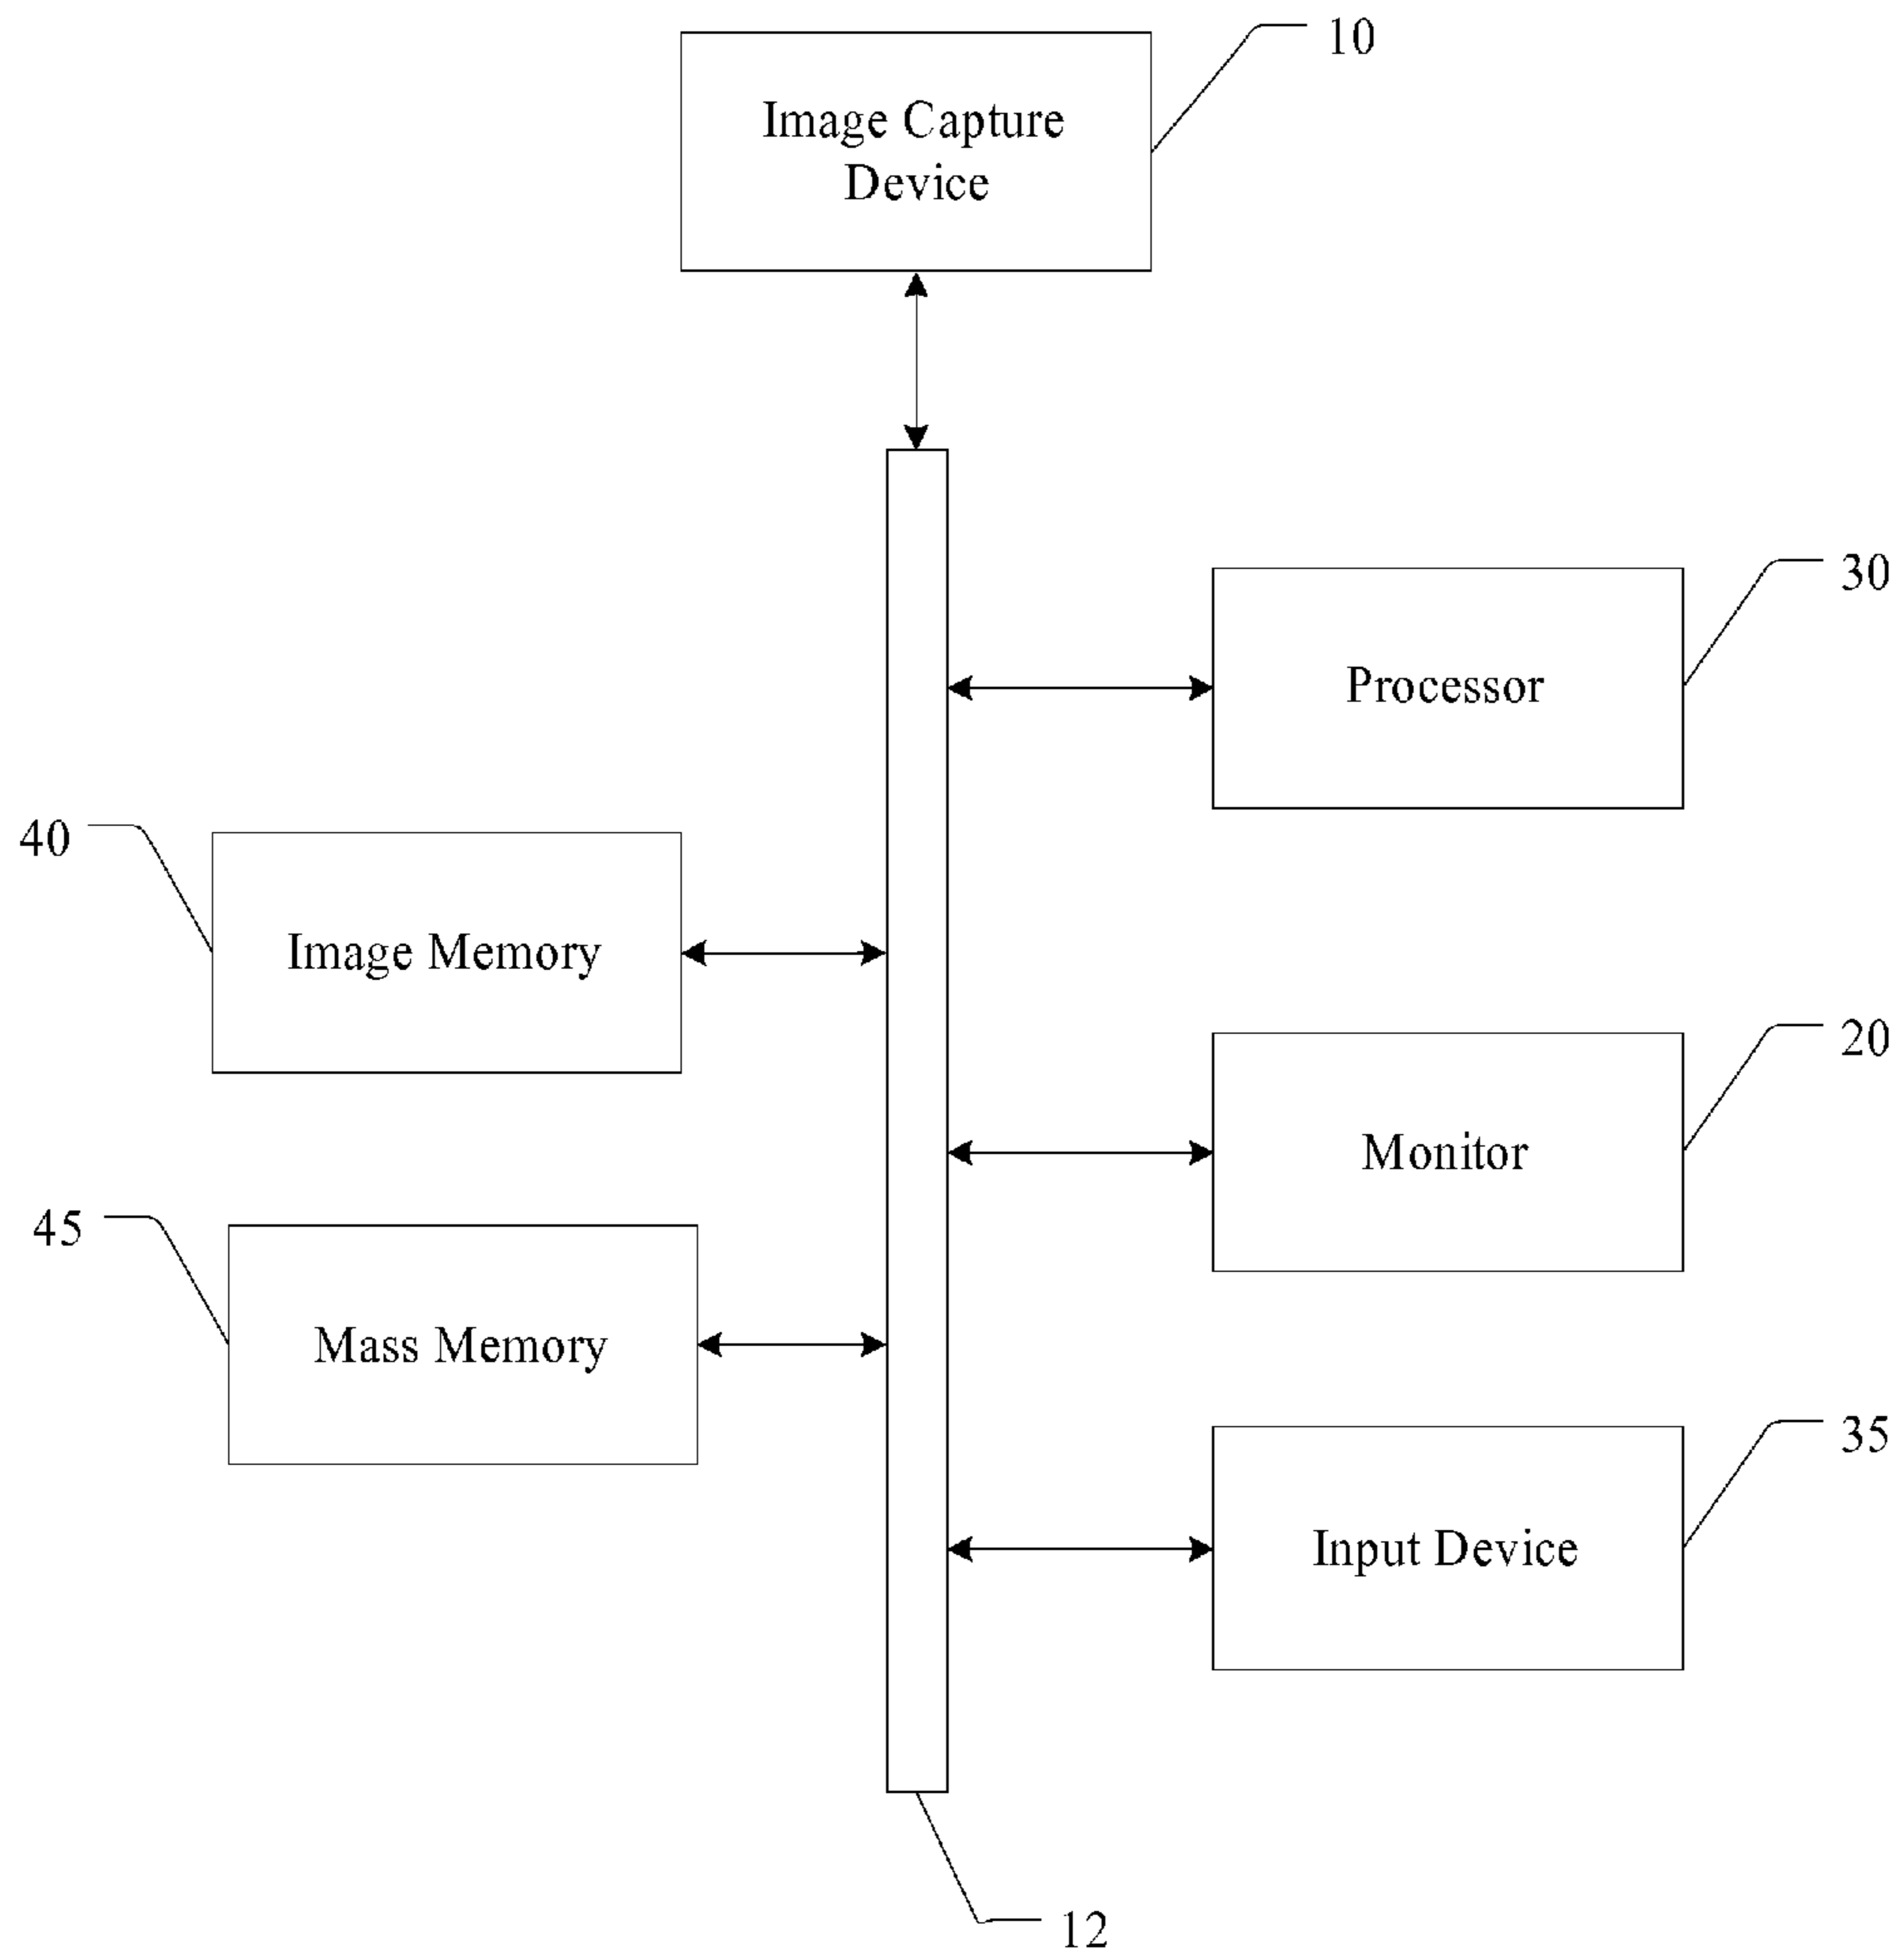 10
Image Capture
Device
30
Processor
40
Image Memory
20
Monitor
45
Mass Memory
35
Input Device
12